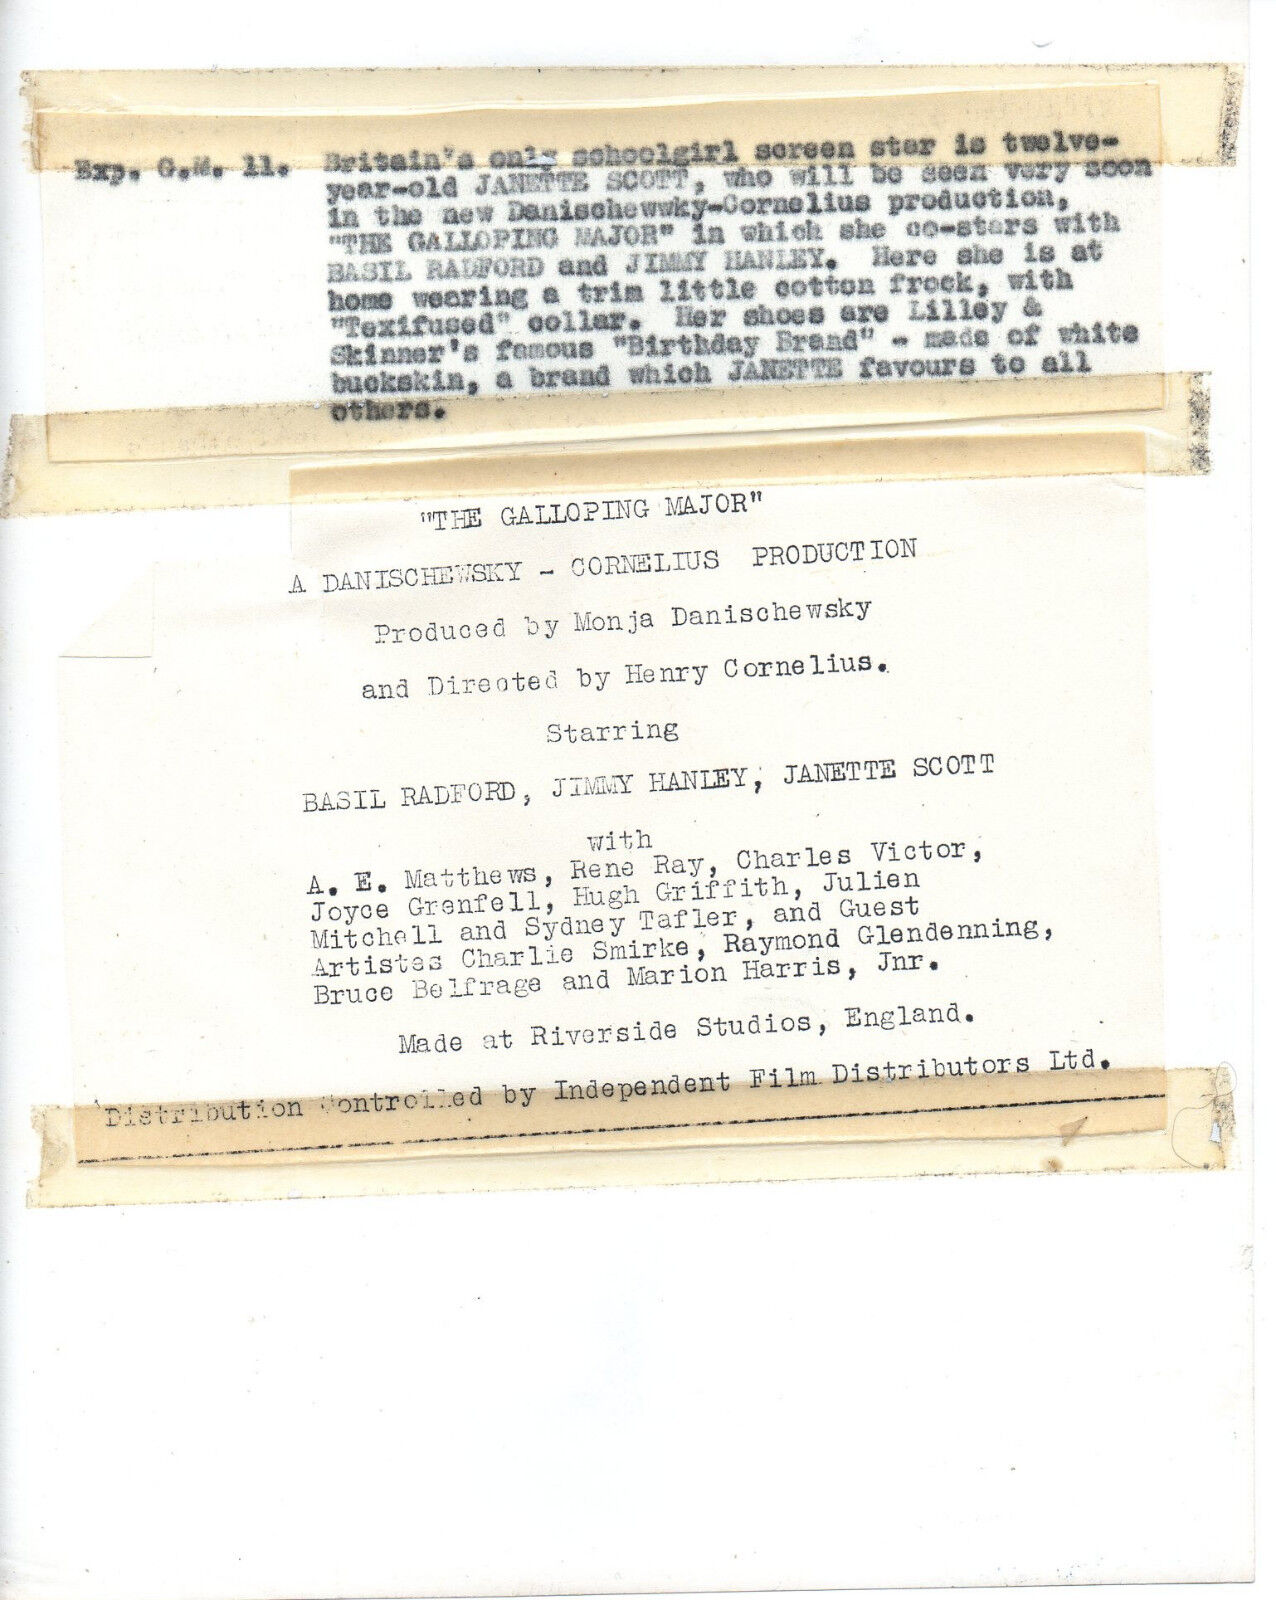 Exp. G.M. 11. Britain's only schoolgirl screen star is twelve-
year-old JANETTE SCOTT, who will be seen very soon
in the new Danischewwky-Cornelius production,
"THE GALLOPING MAJOR" in which she co-stars with
BASIL RADFORD and JIMMY HANLEY. Here she is at
home wearing a trim little cotton frock, with
"Texifused" collar. Her shoes are Lilley &
Skinner's famous "Birthday Brand" - made of white
buckskin, a brand which JANETTE favours to all
others.
"THE GALLOPING MAJOR"
A DANISCHEWSKY - CORNELIUS PRODUCTION
Produced by Monja Danischewsky
and Directed by Henry Cornelius.
Starring
BASIL RADFORD, JIMMY HANLEY, JANETTE SCOTT
with
A. E. Matthews, Rene Ray, Charles Victor,
Joyce Grenfell, Hugh Griffith, Julien
Mitchell and Sydney Tafler, and Guest
Artistes Charlie Smirke, Raymond Glendenning,
Bruce Belfrage and Marion Harris, Jnr.
Made at Riverside Studios, England.
Distribution Controlled by Independent Film Distributors Ltd.